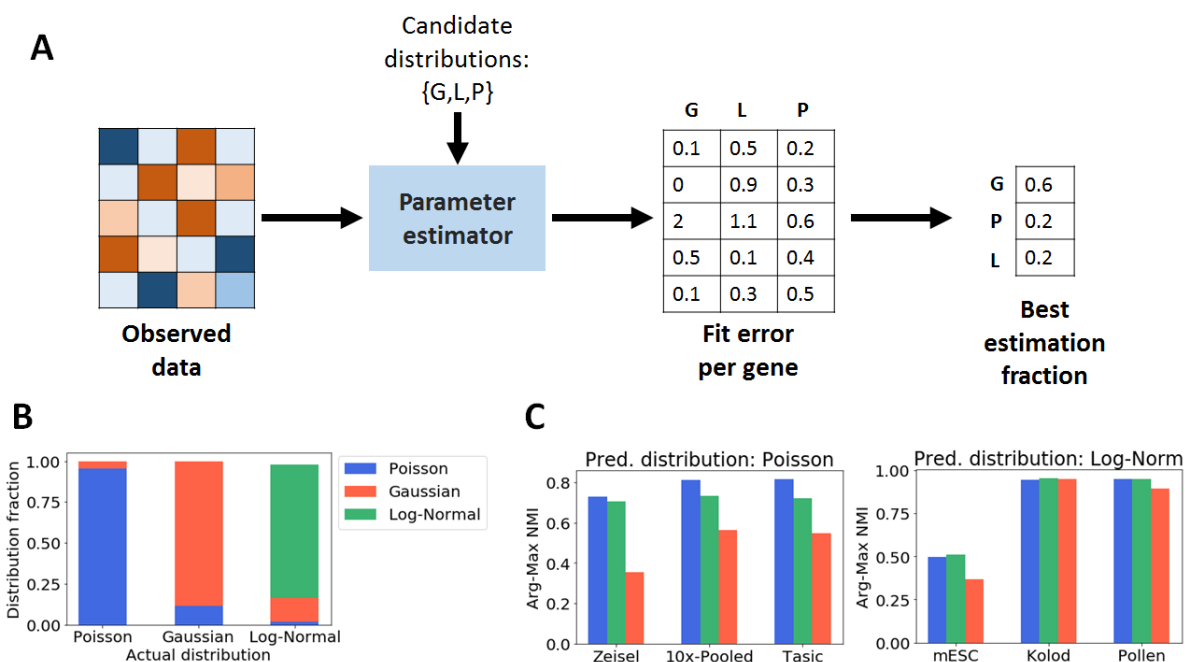 A
Candidate
distributions:
{G,L,P}
Parameter
estimator
Observed
data
G L P
0.1 0.5 0.2
0 0.9 0.3
2 1.1 0.6
0.5 0.1 0.4
0.1 0.3 0.5
Fit error
per gene
G 0.6
P 0.2
L 0.2
Best
estimation
fraction
B
Distribution fraction
1.00
0.75
0.50
0.25
0.00
Poisson Gaussian Log-Normal
Actual distribution
Poisson
Gaussian
Log-Normal
C
Pred. distribution: Poisson
Arg-Max NMI
0.8
0.6
0.4
0.2
0.0
Zeisel 10x-Pooled Tasic
Pred. distribution: Log-Norm
Arg-Max NMI
1.00
0.75
0.50
0.25
0.00
mESC Kolod Pollen